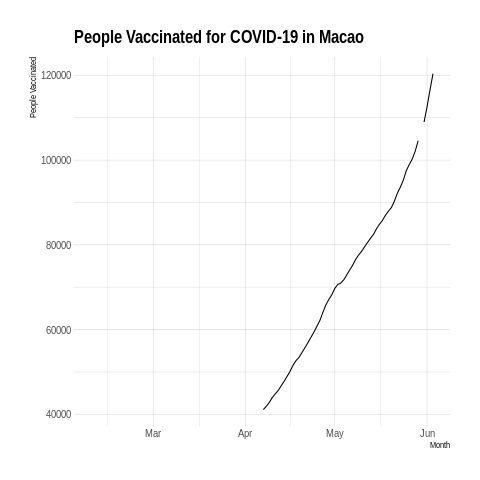 People Vaccinated for COVID-19 in Macao
People Vaccinated
120000
100000
80000
60000
40000
Mar Apr May Jun
Month